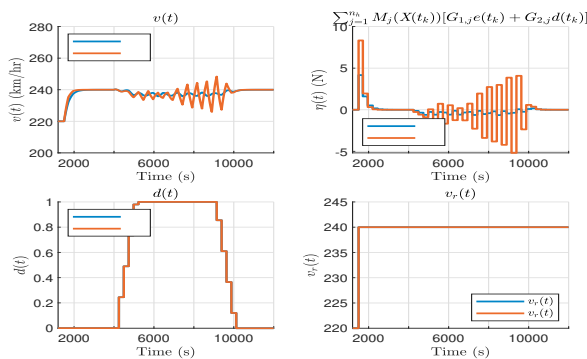 v(t)
280
260
240
220
200
v(t) (km/hr)
2000
6000
10000
Time (s)
∑_{j=1}^{n_h} M_j(X(t_k))[G_{1,j}e(t_k) + G_{2,j}d(t_k)]
10
5
0
-5
η(t) (N)
2000
6000
10000
Time (s)
d(t)
1
0.8
0.6
0.4
0.2
0
d(t)
2000
6000
10000
Time (s)
v_r(t)
245
240
235
230
225
220
v_r(t)
v_r(t)
v_r(t)
2000
6000
10000
Time (s)